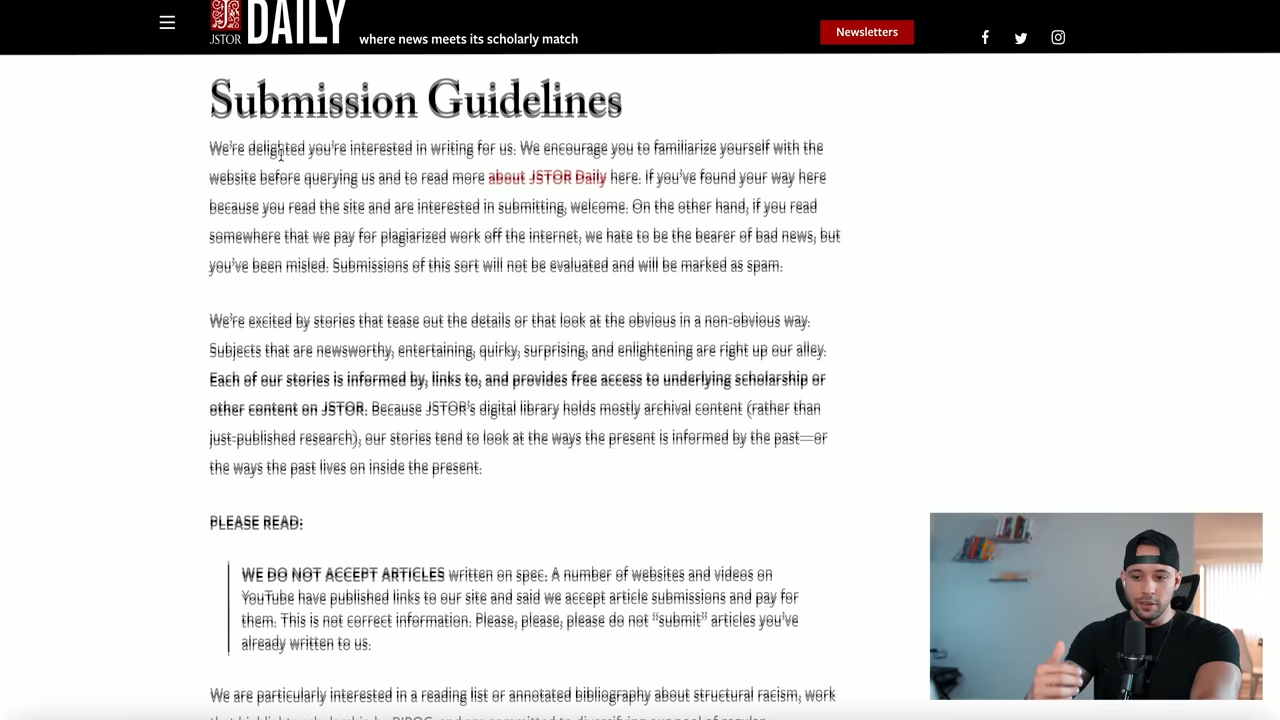 JSTOR
DAILY
where news meets its scholarly match
Newsletters
Submission Guidelines
We're delighted you're interested in writing for us. We encourage you to familiarize yourself with the
website before querying us and to read more about JSTOR Daily here. If you've found your way here
because you read the site and are interested in submitting, welcome. On the other hand, if you read
somewhere that we pay for plagiarized work off the internet, we hate to be the bearer of bad news, but
you've been misled. Submissions of this sort will not be evaluated and will be marked as spam.
We're excited by stories that tease out the details or that look at the obvious in a non-obvious way.
Subjects that are newsworthy, entertaining, quirky, surprising, and enlightening are right up our alley.
Each of our stories is informed by, links to, and provides free access to underlying scholarship or
other content on JSTOR. Because JSTOR's digital library holds mostly archival content (rather than
just-published research), our stories tend to look at the ways the present is informed by the past—or
the ways the past lives on inside the present.
PLEASE READ:
WE DO NOT ACCEPT ARTICLES written on spec. A number of websites and videos on
YouTube have published links to our site and said we accept article submissions and pay for
them. This is not correct information. Please, please, please do not "submit" articles you've
already written to us.
We are particularly interested in a reading list or annotated bibliography about structural racism, work